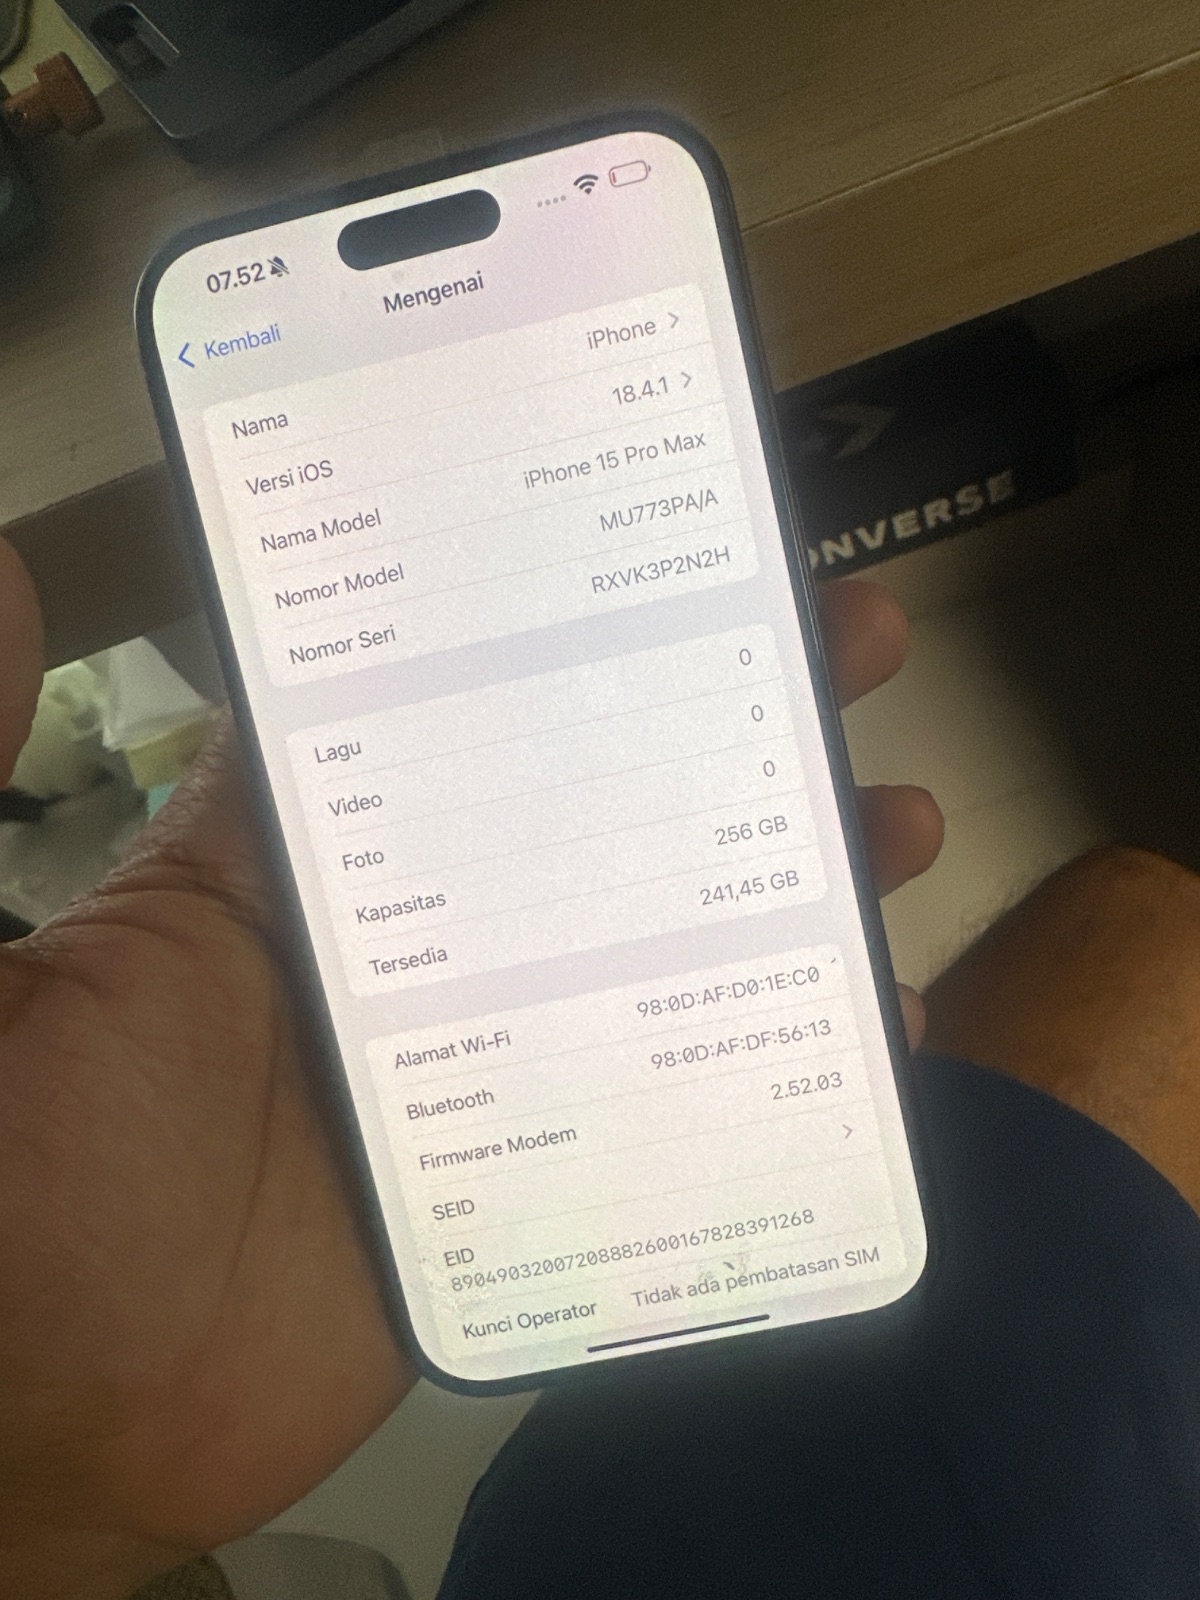 07.52
Kembali
Mengenai
Nama iPhone
Versi iOS 18.4.1
Nama Model iPhone 15 Pro Max
Nomor Model MU773PA/A
Nomor Seri RXVK3P2N2H
Lagu 0
Video 0
Foto 0
Kapasitas 256 GB
Tersedia 241,45 GB
Alamat Wi-Fi 98:0D:AF:D0:1E:C0
Bluetooth 98:0D:AF:DF:56:13
Firmware Modem 2.52.03
SEID
EID
89049032007208882600167828391268
Kunci Operator Tidak ada pembatasan SIM
ONVERSE